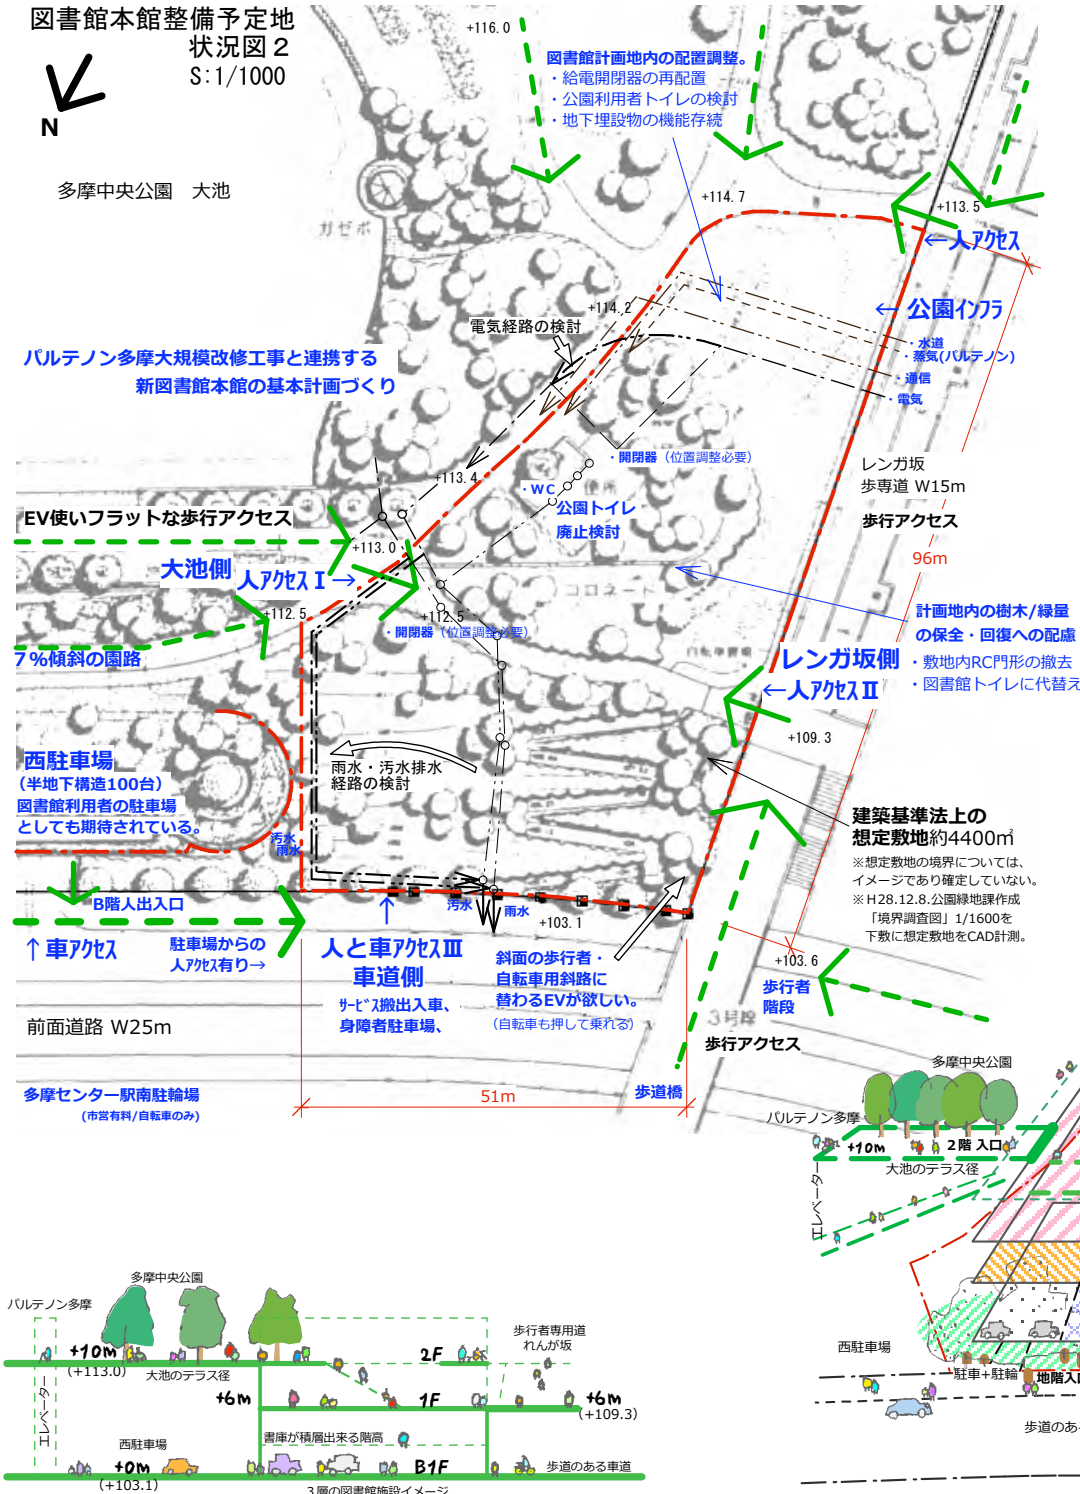 図書館本館整備予定地
状況図２
S:1/1000
N
多摩中央公園　大池
+116.0
図書館計画地内の配置調整。
・給電開閉器の再配置
・公園利用者トイレの検討
・地下埋設物の機能存続
+114.7
+113.5
ガゼボ
←人アクセス
+114.2
←公園インフラ
電気経路の検討
・水道
・蒸気(パルテノン)
・通信
・電気
パルテノン多摩大規模改修工事と連携する
新図書館本館の基本計画づくり
・開閉器（位置調整必要）
レンガ坂
歩専道 W15m
+113.4
・WC
便所
公園トイレ
廃止検討
EV使いフラットな歩行アクセス
歩行アクセス
+113.0
96m
大池側
人アクセスⅠ→
コロネード
+112.5
+112.5
計画地内の樹木/緑量
の保全・回復への配慮
・敷地内RC門形の撤去
・図書館トイレに代替え
・開閉器（位置調整必要）
7％傾斜の園路
自転車置場
レンガ坂側
←人アクセスⅡ
+109.3
西駐車場
(半地下構造100台)
図書館利用者の駐車場
としても期待されている。
雨水・汚水排水
経路の検討
建築基準法上の
想定敷地約4400㎡
※想定敷地の境界については、
イメージであり確定していない。
※H28.12.8.公園緑地課作成
「境界調査図」1/1600を
下敷に想定敷地をCAD計測。
汚水
雨水
B階人出入口
汚水
雨水
+103.1
↑車アクセス
駐車場からの
人アクセス有り→
人と車アクセスⅢ
車道側
サービス搬出入車、
身障者駐車場、
斜面の歩行者・
自転車用斜路に
替わるEVが欲しい。
(自転車も押して乗れる)
+103.6
歩行者
階段
前面道路 W25m
3号線
歩行アクセス
多摩センター駅南駐輪場
(市営有料/自転車のみ)
51m
歩道橋
多摩中央公園
パルテノン多摩
+10m
2階 入口
大池のテラス径
エレベーター
西駐車場
駐車+駐輪
地階入口
歩道のあ
多摩中央公園
パルテノン多摩
+10m
(+113.0)
大池のテラス径
2F
歩行者専用道
れんが坂
エレベーター
+6m
1F
+6m
(+109.3)
西駐車場
書庫が積層出来る階高
+0m
(+103.1)
B1F
歩道のある車道
3層の図書館施設イメージ